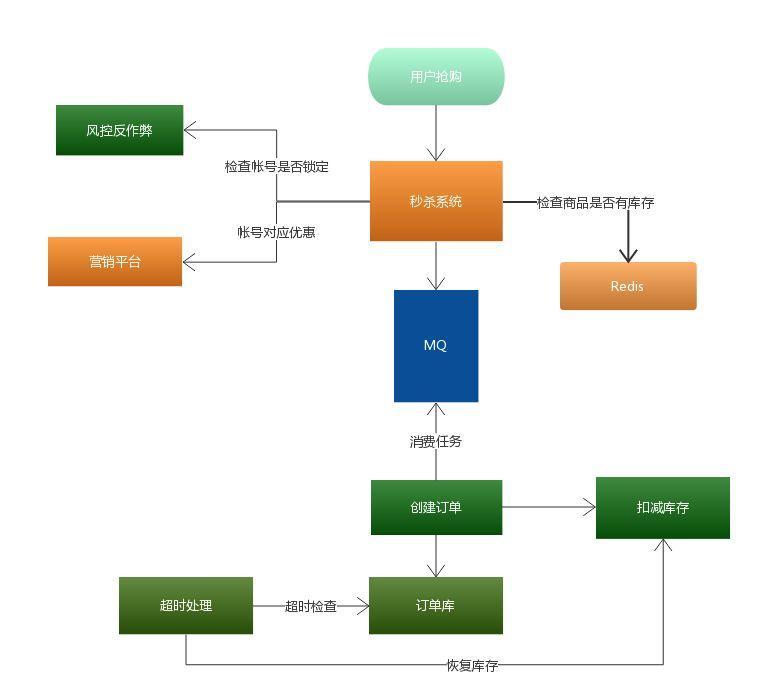 用户抢购
风控反作弊
检查帐号是否锁定
秒杀系统
检查商品是否有库存
帐号对应优惠
营销平台
Redis
MQ
消费任务
创建订单
扣减库存
超时处理
超时检查
订单库
恢复库存